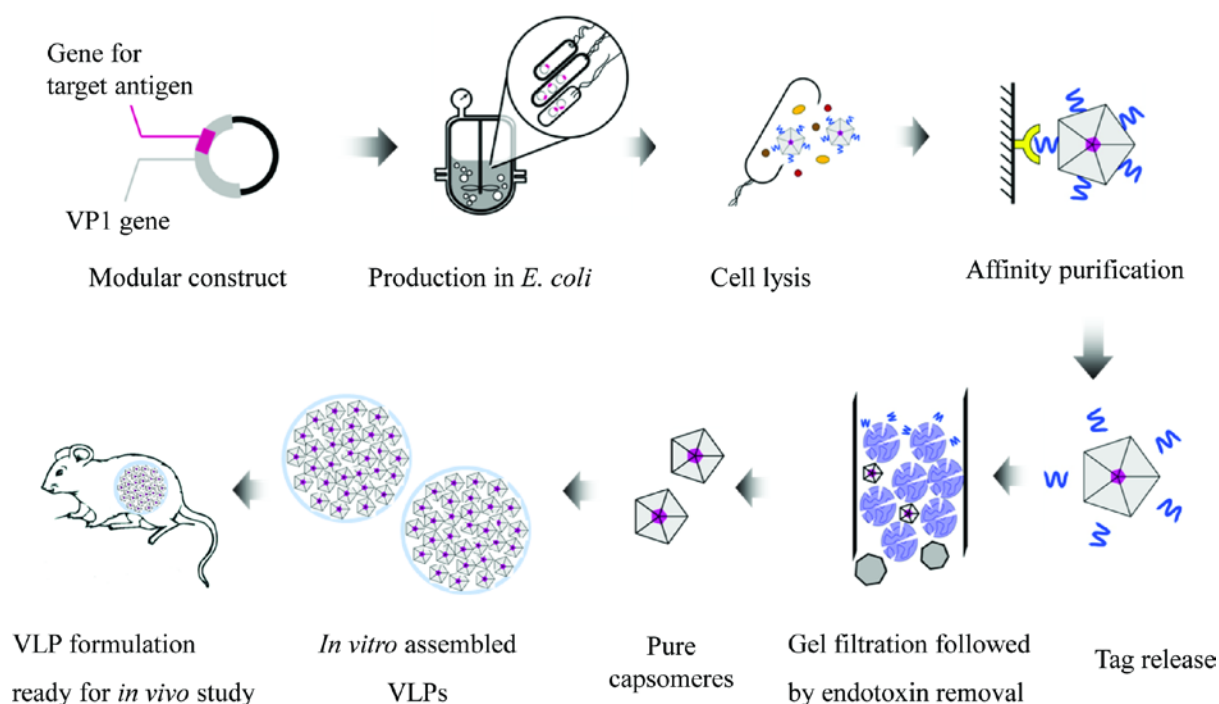 Gene for
target antigen
VP1 gene
Modular construct
Production in E. coli
Cell lysis
Affinity purification
VLP formulation
ready for in vivo study
In vitro assembled
VLPs
Pure
capsomeres
Gel filtration followed
by endotoxin removal
Tag release